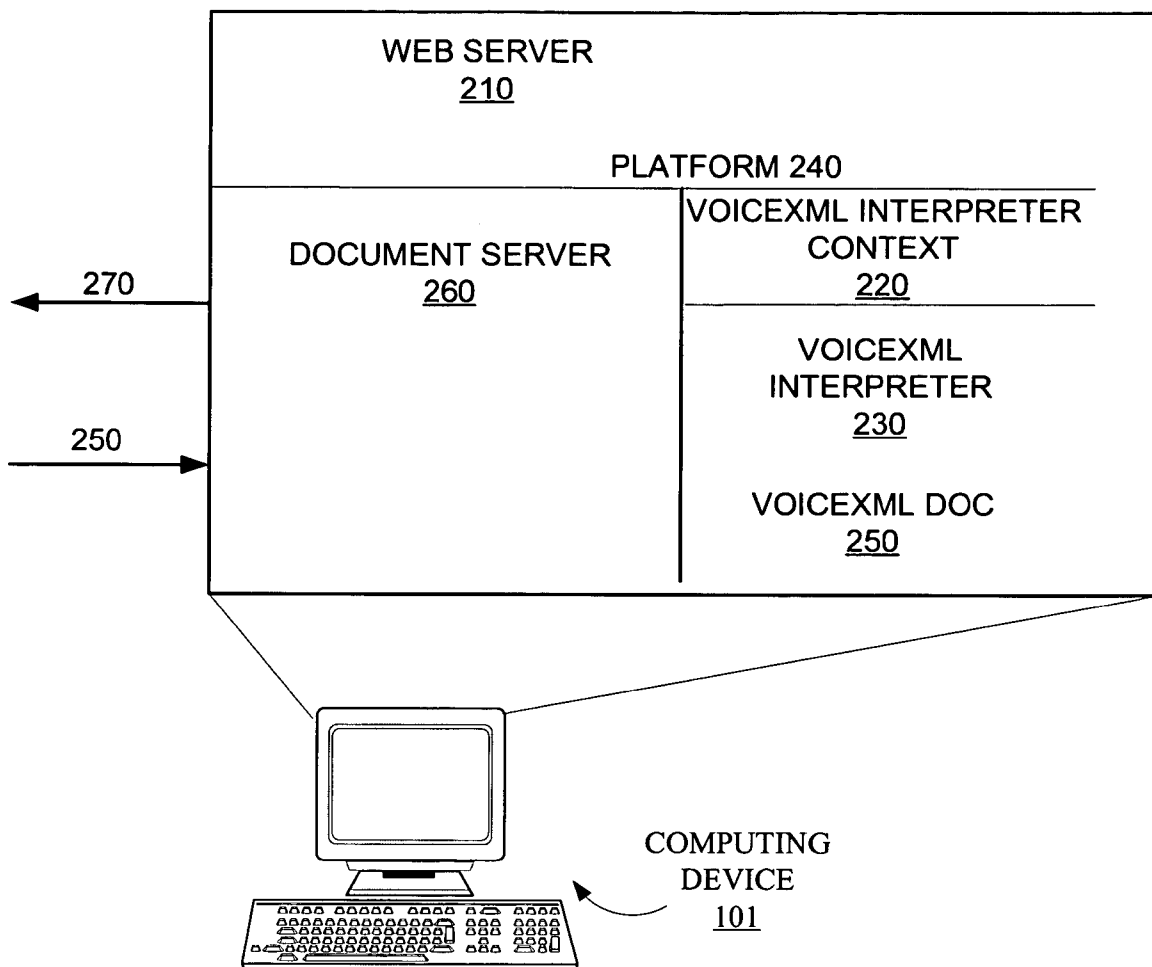 WEB SERVER
210
PLATFORM 240
VOICEXML INTERPRETER
CONTEXT
220
DOCUMENT SERVER
260
270
VOICEXML
INTERPRETER
230
250
VOICEXML DOC
250
COMPUTING
DEVICE
101